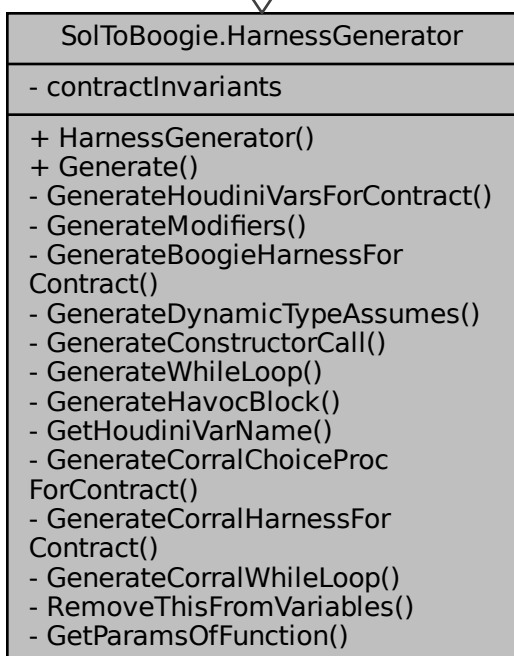 SolToBoogie.HarnessGenerator
- contractInvariants
+ HarnessGenerator()
+ Generate()
- GenerateHoudiniVarsForContract()
- GenerateModifiers()
- GenerateBoogieHarnessFor
Contract()
- GenerateDynamicTypeAssumes()
- GenerateConstructorCall()
- GenerateWhileLoop()
- GenerateHavocBlock()
- GetHoudiniVarName()
- GenerateCorralChoiceProc
ForContract()
- GenerateCorralHarnessFor
Contract()
- GenerateCorralWhileLoop()
- RemoveThisFromVariables()
- GetParamsOfFunction()